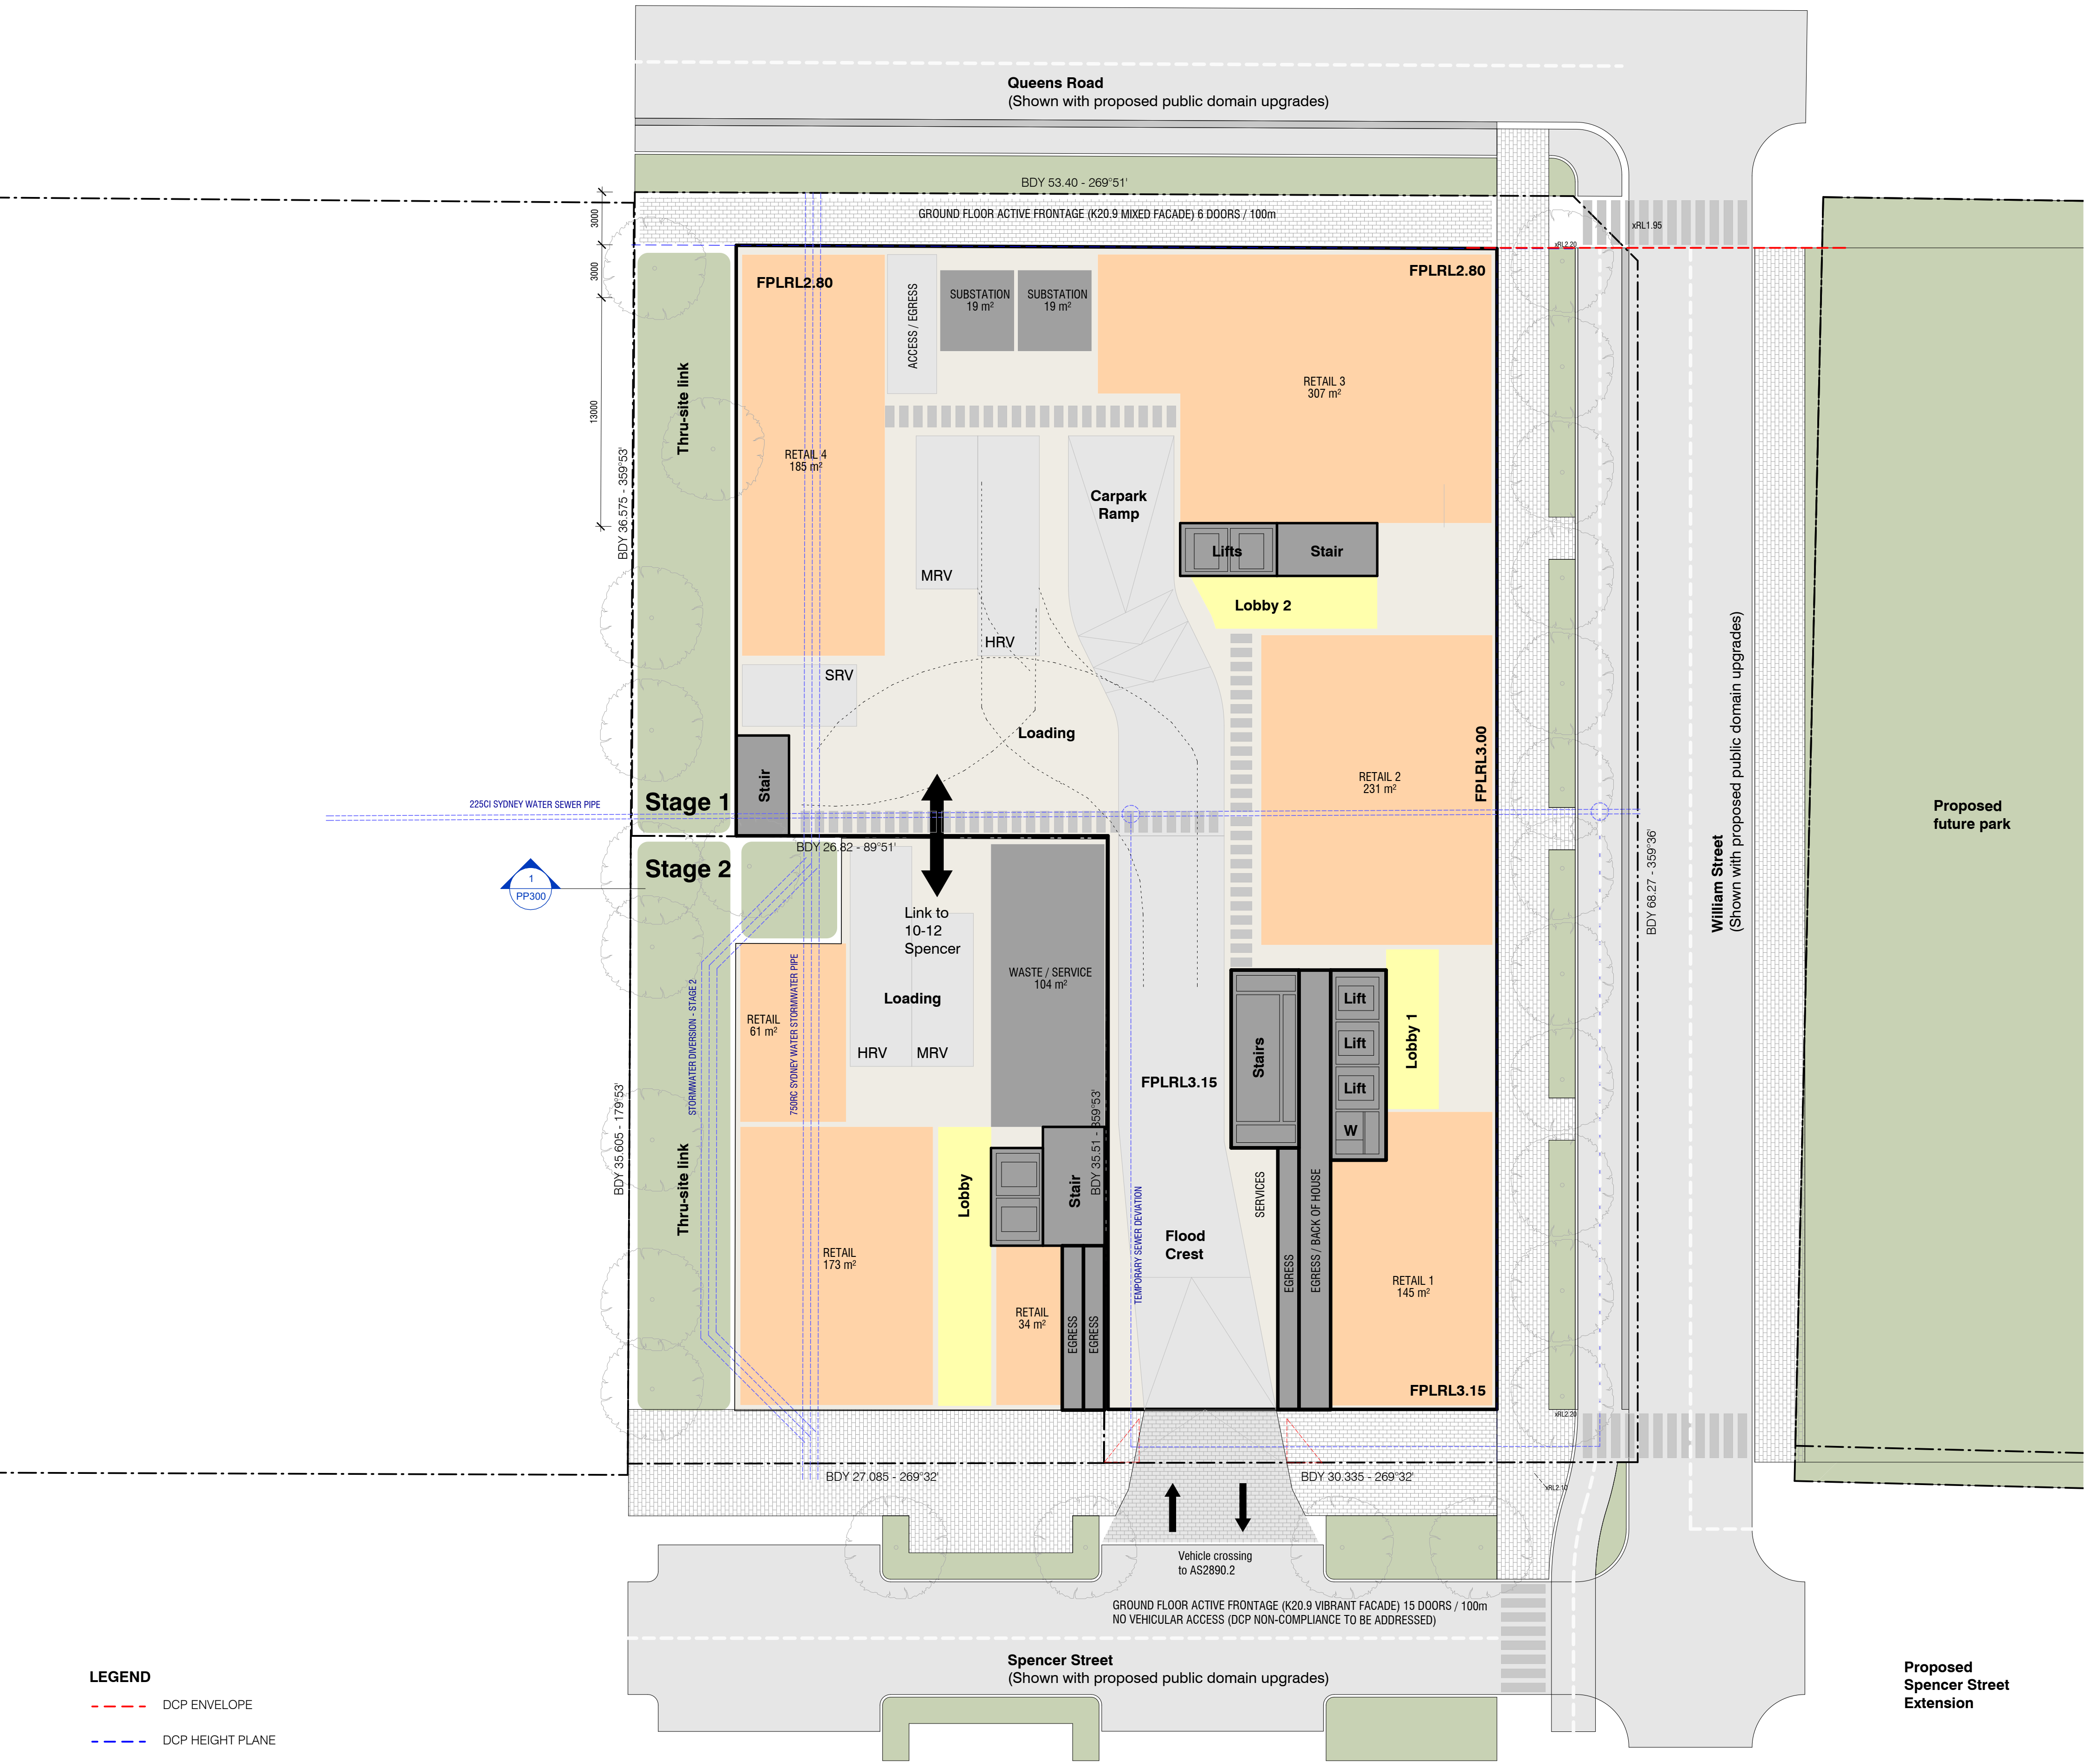 Queens Road
(Shown with proposed public domain upgrades)
BDY 53.40 - 269°51'
GROUND FLOOR ACTIVE FRONTAGE (K20.9 MIXED FACADE) 6 DOORS / 100m
3000
3000
13000
xRL1.95
xRL2.20
FPLRL2.80
FPLRL2.80
ACCESS / EGRESS
SUBSTATION
19 m²
SUBSTATION
19 m²
Thru-site link
RETAIL 3
307 m²
RETAIL 4
185 m²
BDY 36.575 - 359°53'
Carpark
Ramp
Lifts
Stair
MRV
HRV
Lobby 2
SRV
Loading
Stair
RETAIL 2
231 m²
FPLRL3.00
Stage 1
225CI SYDNEY WATER SEWER PIPE
BDY 26.82 - 89°51'
Stage 2
1
PP300
Link to
10-12
Spencer
William Street
(Shown with proposed public domain upgrades)
BDY 68.27 - 359°36'
Proposed
future park
WASTE / SERVICE
104 m²
Loading
HRV
MRV
RETAIL
61 m²
STORMWATER DIVERSION - STAGE 2
750RC SYDNEY WATER STORMWATER PIPE
BDY 35.605 - 179°53'
BDY 35.51 - 359°53'
FPLRL3.15
Stairs
Lift
Lift
Lift
W
Lobby 1
Thru-site link
Lobby
Stair
TEMPORARY SEWER DEVIATION
SERVICES
EGRESS
EGRESS / BACK OF HOUSE
Flood
Crest
RETAIL
173 m²
RETAIL
34 m²
EGRESS
EGRESS
RETAIL 1
145 m²
FPLRL3.15
xRL2.20
BDY 27.085 - 269°32'
BDY 30.335 - 269°32'
xRL2.10
Vehicle crossing
to AS2890.2
GROUND FLOOR ACTIVE FRONTAGE (K20.9 VIBRANT FACADE) 15 DOORS / 100m
NO VEHICULAR ACCESS (DCP NON-COMPLIANCE TO BE ADDRESSED)
Spencer Street
(Shown with proposed public domain upgrades)
Proposed
Spencer Street
Extension
LEGEND
DCP ENVELOPE
DCP HEIGHT PLANE